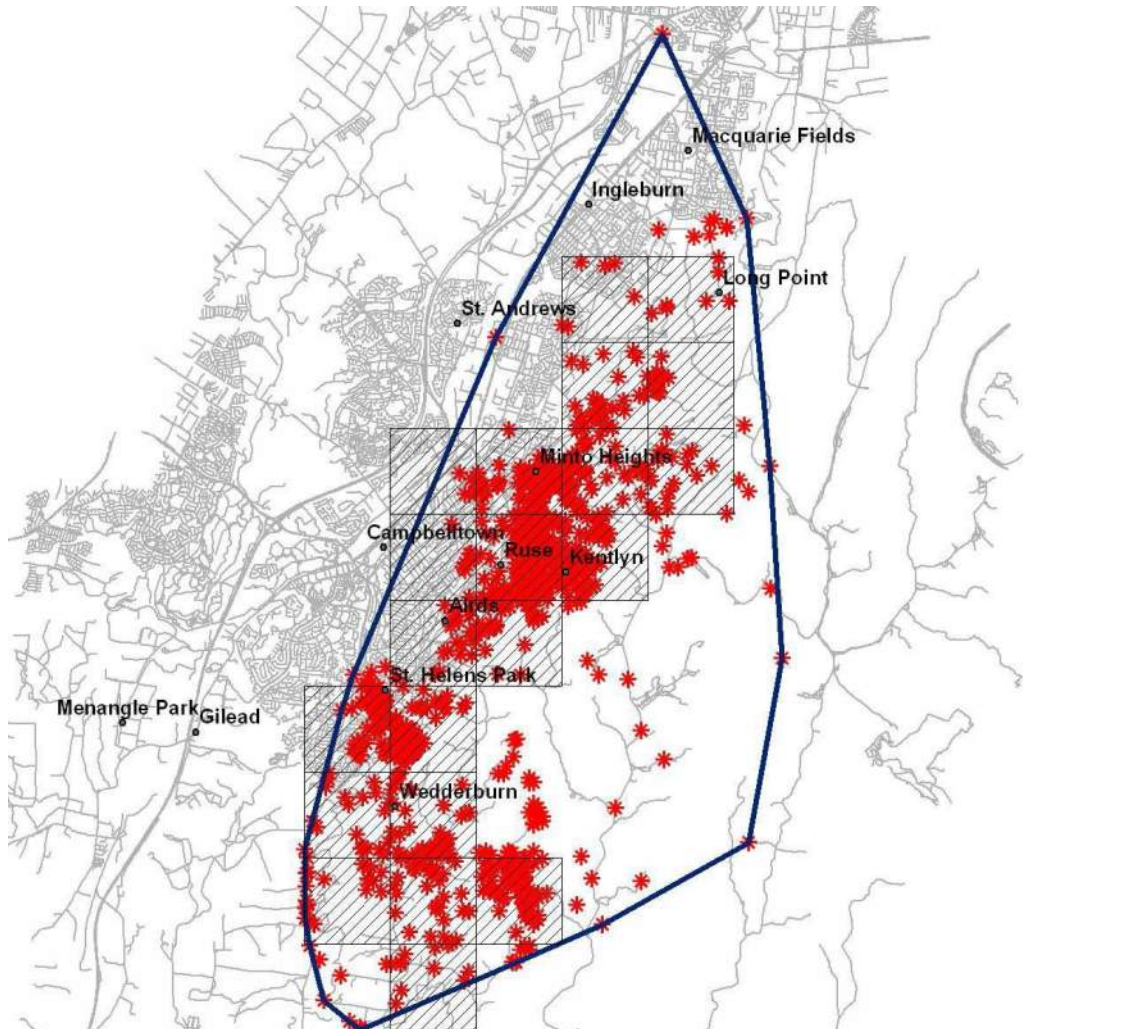 Macquarie Fields
Ingleburn
Long Point
St. Andrews
Minto Heights
Campbelltown
Ruse
Kentlyn
Airds
St. Helens Park
Menangle Park
Gilead
Wedderburn